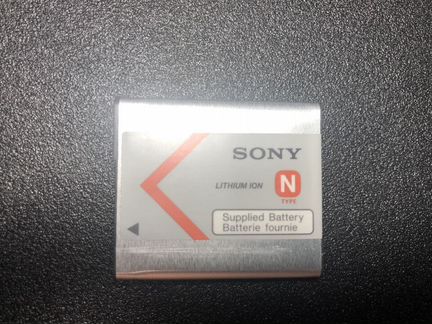 SONY
LITHIUM ION N
TYPE
Supplied Battery
Batterie fournie